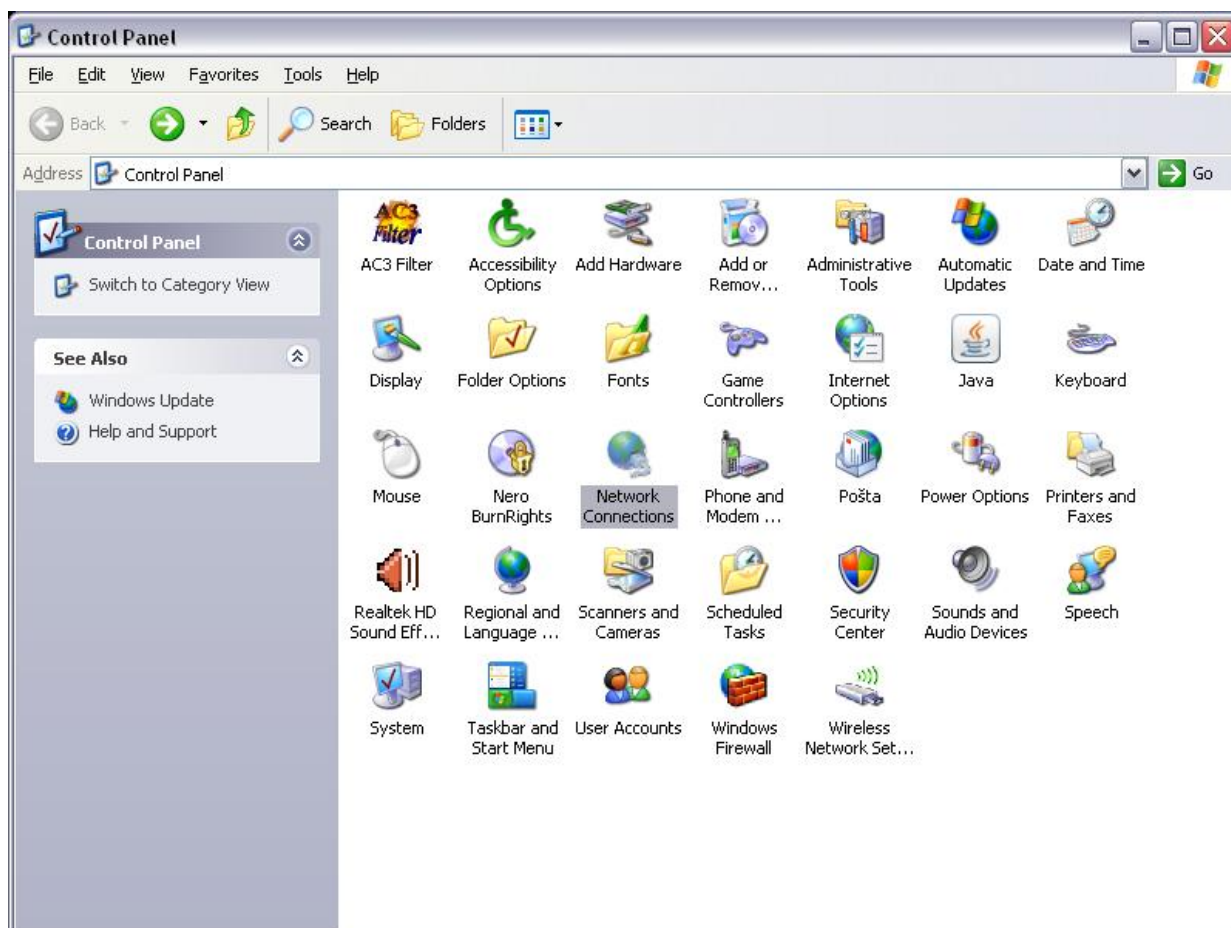 Control Panel
File Edit View Favorites Tools Help
Back Search Folders
Address Control Panel Go
Control Panel
Switch to Category View
See Also
Windows Update
Help and Support
AC3 Filter
AC3 Filter
Accessibility
Options
Add Hardware
Add or
Remov...
Administrative
Tools
Automatic
Updates
Date and Time
Display
Folder Options
Fonts
Game
Controllers
Internet
Options
Java
Keyboard
Mouse
Nero
BurnRights
Network
Connections
Phone and
Modem ...
Pošta
Power Options
Printers and
Faxes
Realtek HD
Sound Eff...
Regional and
Language ...
Scanners and
Cameras
Scheduled
Tasks
Security
Center
Sounds and
Audio Devices
Speech
System
Taskbar and
Start Menu
User Accounts
Windows
Firewall
Wireless
Network Set...